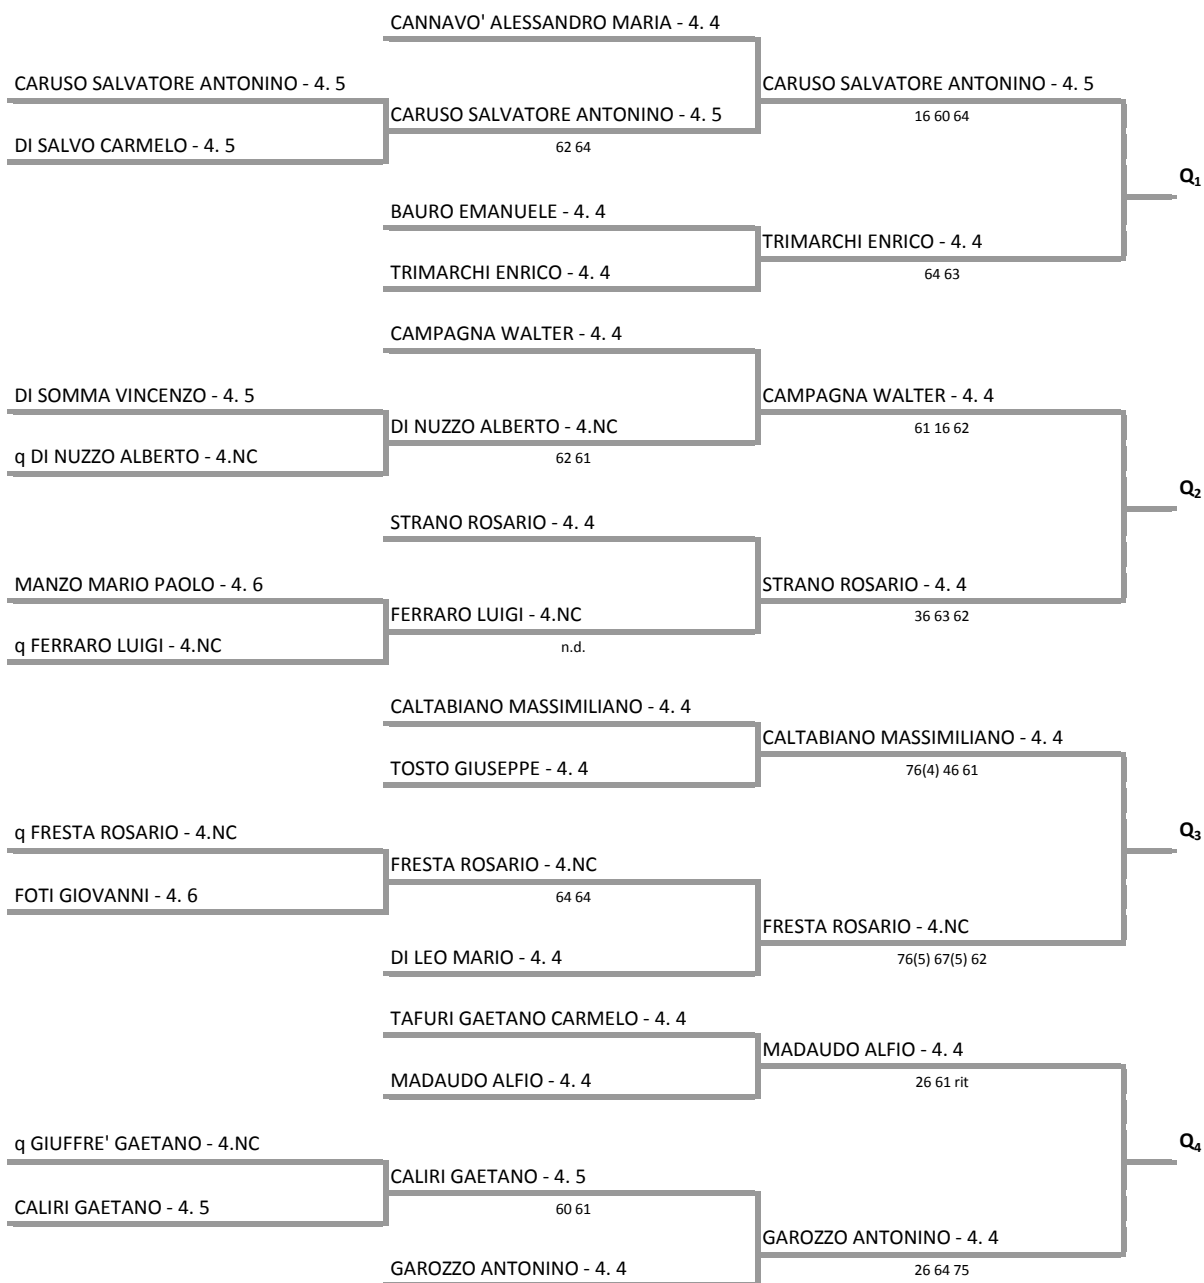 CANNAVO' ALESSANDRO MARIA - 4. 4
CARUSO SALVATORE ANTONINO - 4. 5
CARUSO SALVATORE ANTONINO - 4. 5
CARUSO SALVATORE ANTONINO - 4. 5
16 60 64
DI SALVO CARMELO - 4. 5
62 64
Q1
BAURO EMANUELE - 4. 4
TRIMARCHI ENRICO - 4. 4
TRIMARCHI ENRICO - 4. 4
64 63
CAMPAGNA WALTER - 4. 4
DI SOMMA VINCENZO - 4. 5
CAMPAGNA WALTER - 4. 4
DI NUZZO ALBERTO - 4.NC
61 16 62
q DI NUZZO ALBERTO - 4.NC
62 61
Q2
STRANO ROSARIO - 4. 4
MANZO MARIO PAOLO - 4. 6
STRANO ROSARIO - 4. 4
FERRARO LUIGI - 4.NC
36 63 62
q FERRARO LUIGI - 4.NC
n.d.
CALTABIANO MASSIMILIANO - 4. 4
CALTABIANO MASSIMILIANO - 4. 4
TOSTO GIUSEPPE - 4. 4
76(4) 46 61
q FRESTA ROSARIO - 4.NC
Q3
FRESTA ROSARIO - 4.NC
FOTI GIOVANNI - 4. 6
64 64
FRESTA ROSARIO - 4.NC
DI LEO MARIO - 4. 4
76(5) 67(5) 62
TAFURI GAETANO CARMELO - 4. 4
MADAUDO ALFIO - 4. 4
MADAUDO ALFIO - 4. 4
26 61 rit
q GIUFFRE' GAETANO - 4.NC
Q4
CALIRI GAETANO - 4. 5
CALIRI GAETANO - 4. 5
60 61
GAROZZO ANTONINO - 4. 4
GAROZZO ANTONINO - 4. 4
26 64 75